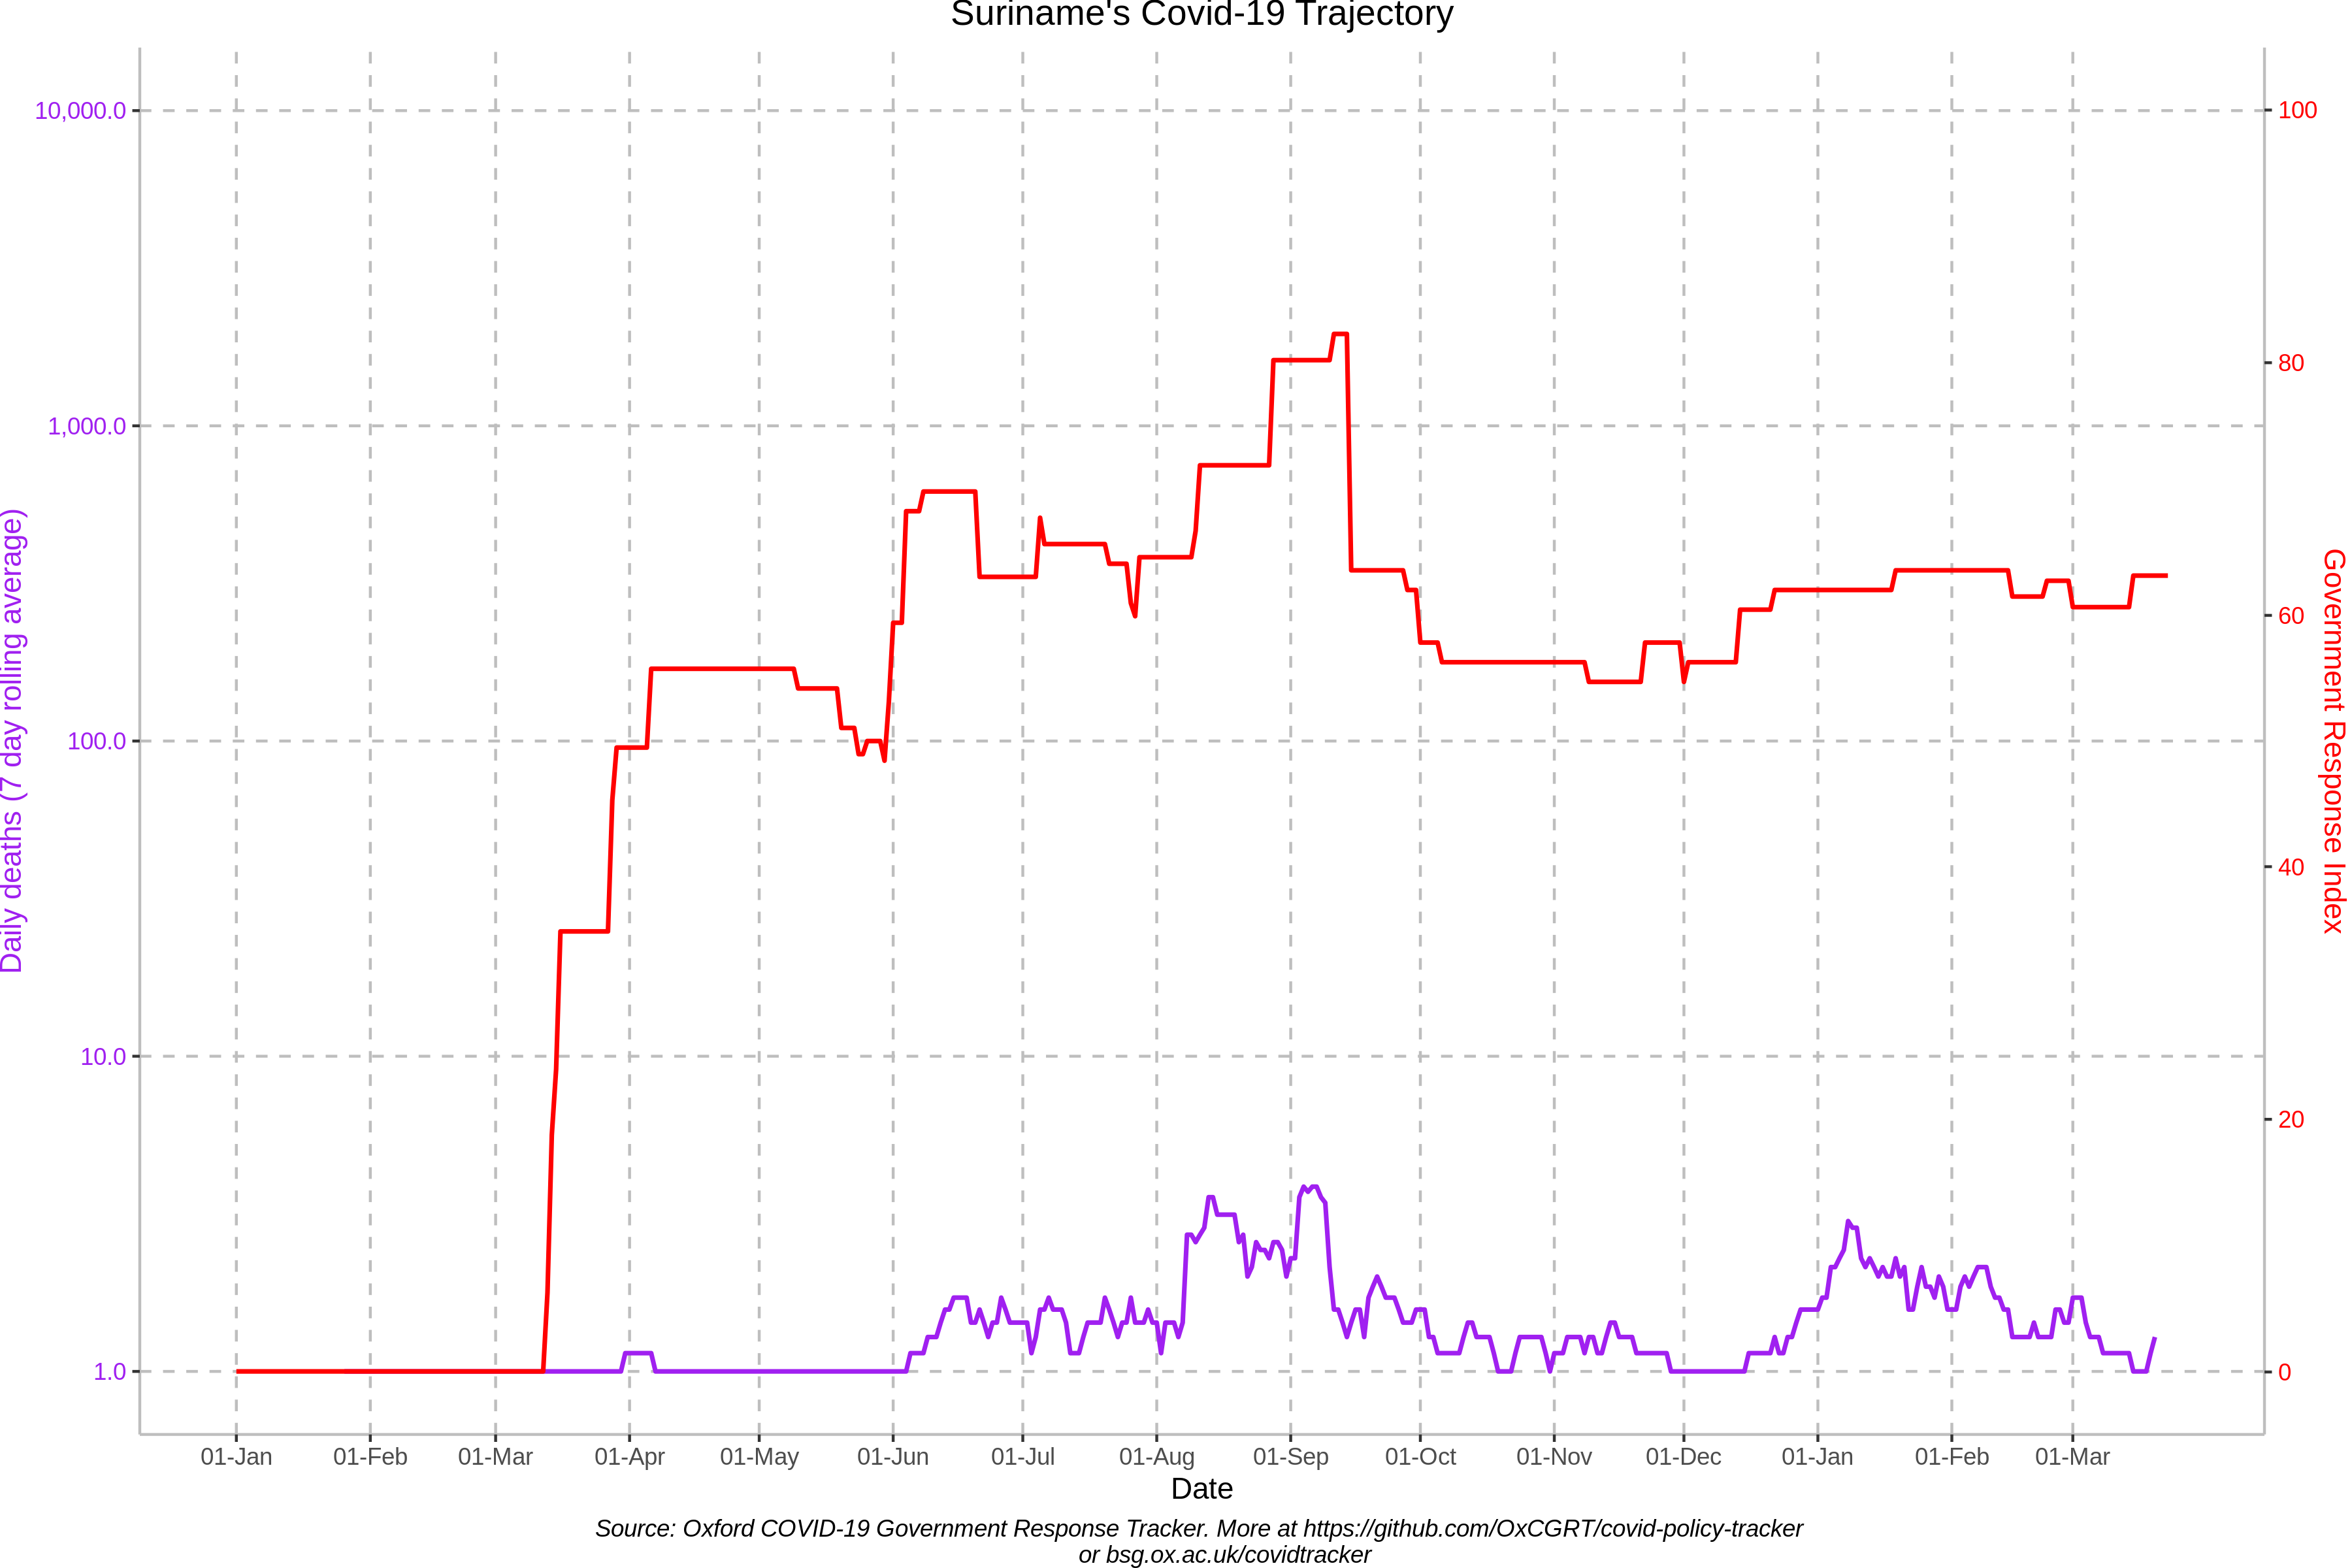 Suriname's Covid-19 Trajectory
10,000.0
1,000.0
100.0
10.0
1.0
Daily deaths (7 day rolling average)
100
80
60
40
20
0
Government Response Index
01-Jan 01-Feb 01-Mar 01-Apr 01-May 01-Jun 01-Jul 01-Aug 01-Sep 01-Oct 01-Nov 01-Dec 01-Jan 01-Feb 01-Mar
Date
Source: Oxford COVID-19 Government Response Tracker. More at https://github.com/OxCGRT/covid-policy-tracker
or bsg.ox.ac.uk/covidtracker